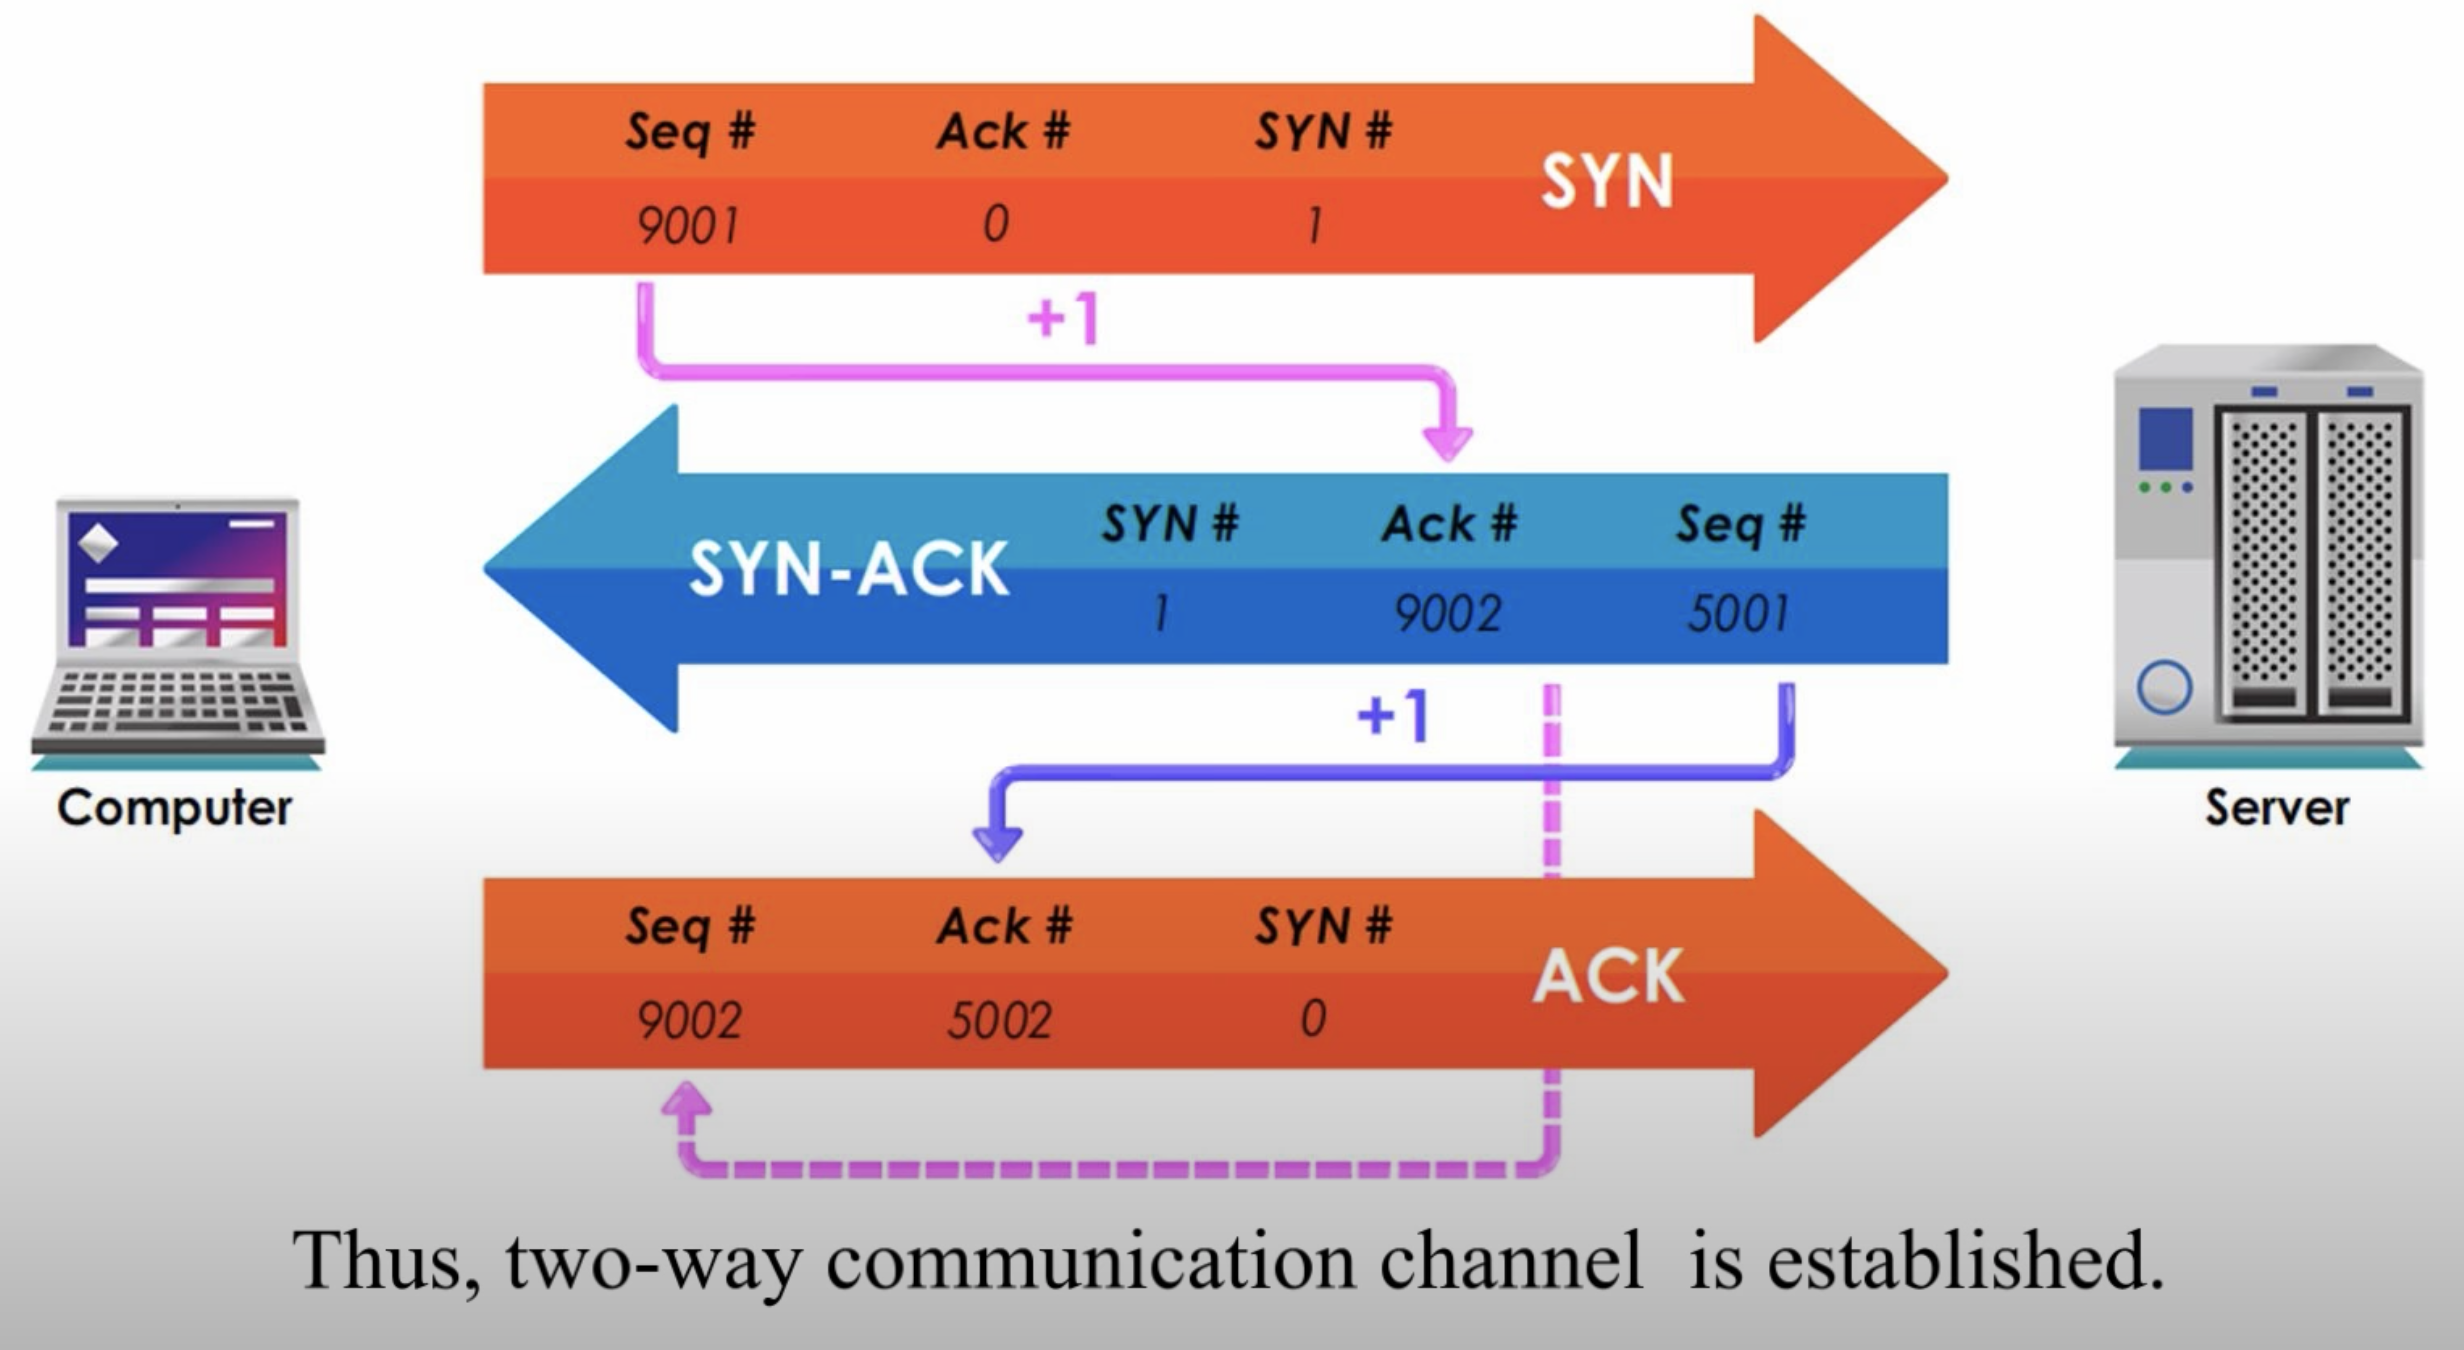 Seq # Ack # SYN #
SYN
9001 0 1
+1
SYN # Ack # Seq #
SYN-ACK
1 9002 5001
+1
Computer
Server
Seq # Ack # SYN #
ACK
9002 5002 0
Thus, two-way communication channel is established.